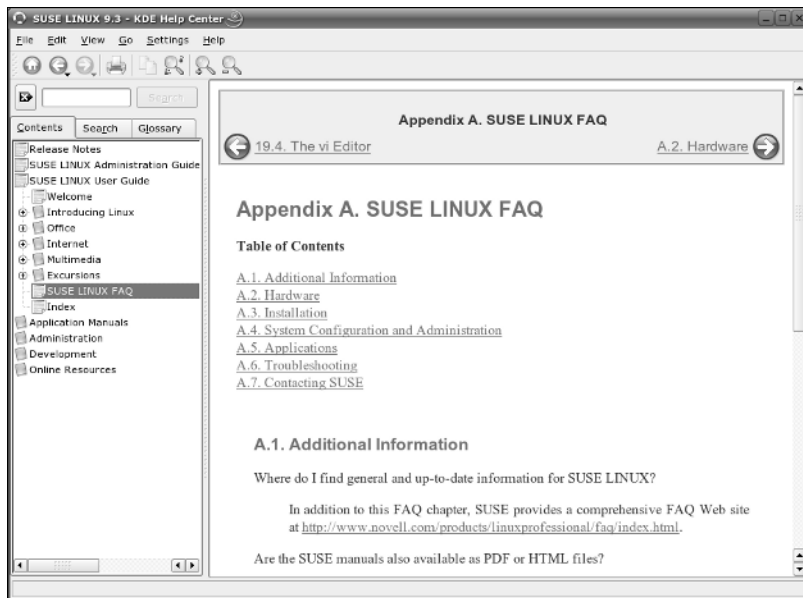 SUSE LINUX 9.3 - KDE Help Center
File Edit View Go Settings Help
Search
Contents Search Glossary
Release Notes
SUSE LINUX Administration Guide
SUSE LINUX User Guide
Welcome
Introducing Linux
Office
Internet
Multimedia
Excursions
SUSE LINUX FAQ
Index
Application Manuals
Administration
Development
Online Resources
Appendix A. SUSE LINUX FAQ
19.4. The vi Editor
A.2. Hardware
Appendix A. SUSE LINUX FAQ
Table of Contents
A.1. Additional Information
A.2. Hardware
A.3. Installation
A.4. System Configuration and Administration
A.5. Applications
A.6. Troubleshooting
A.7. Contacting SUSE
A.1. Additional Information
Where do I find general and up-to-date information for SUSE LINUX?
In addition to this FAQ chapter, SUSE provides a comprehensive FAQ Web site
at http://www.novell.com/products/linuxprofessional/faq/index.html.
Are the SUSE manuals also available as PDF or HTML files?